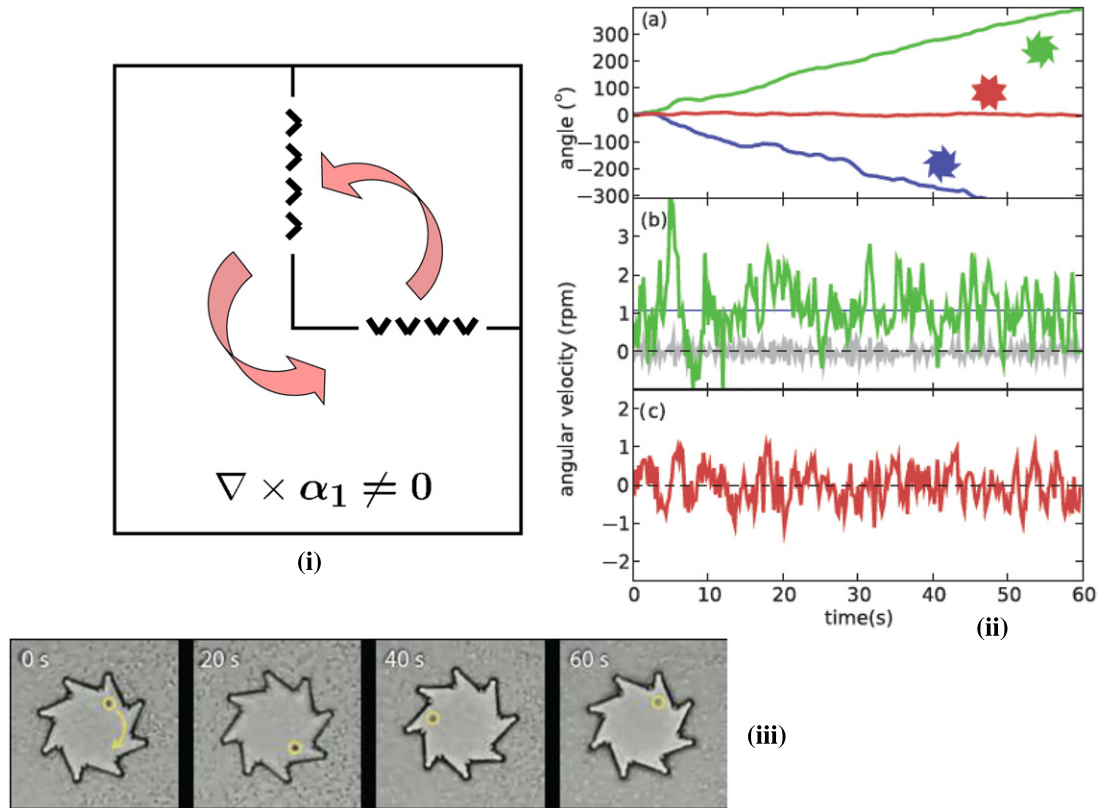 ∇ × α₁ ≠ 0
(i)
(a)
300
200
100
0
−100
−200
−300
angle (°)
(b)
3
2
1
0
angular velocity (rpm)
(c)
2
1
0
−1
−2
0 10 20 30 40 50 60
time(s)
(ii)
0 s 20 s 40 s 60 s
(iii)